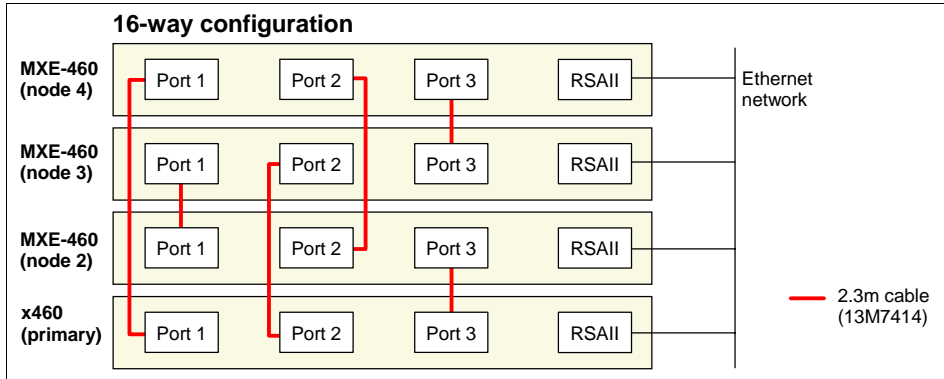 16-way configuration
MXE-460
(node 4)
Port 1
Port 2
Port 3
RSAII
Ethernet
network
MXE-460
(node 3)
Port 1
Port 2
Port 3
RSAII
MXE-460
(node 2)
Port 1
Port 2
Port 3
RSAII
x460
(primary)
Port 1
Port 2
Port 3
RSAII
2.3m cable
(13M7414)